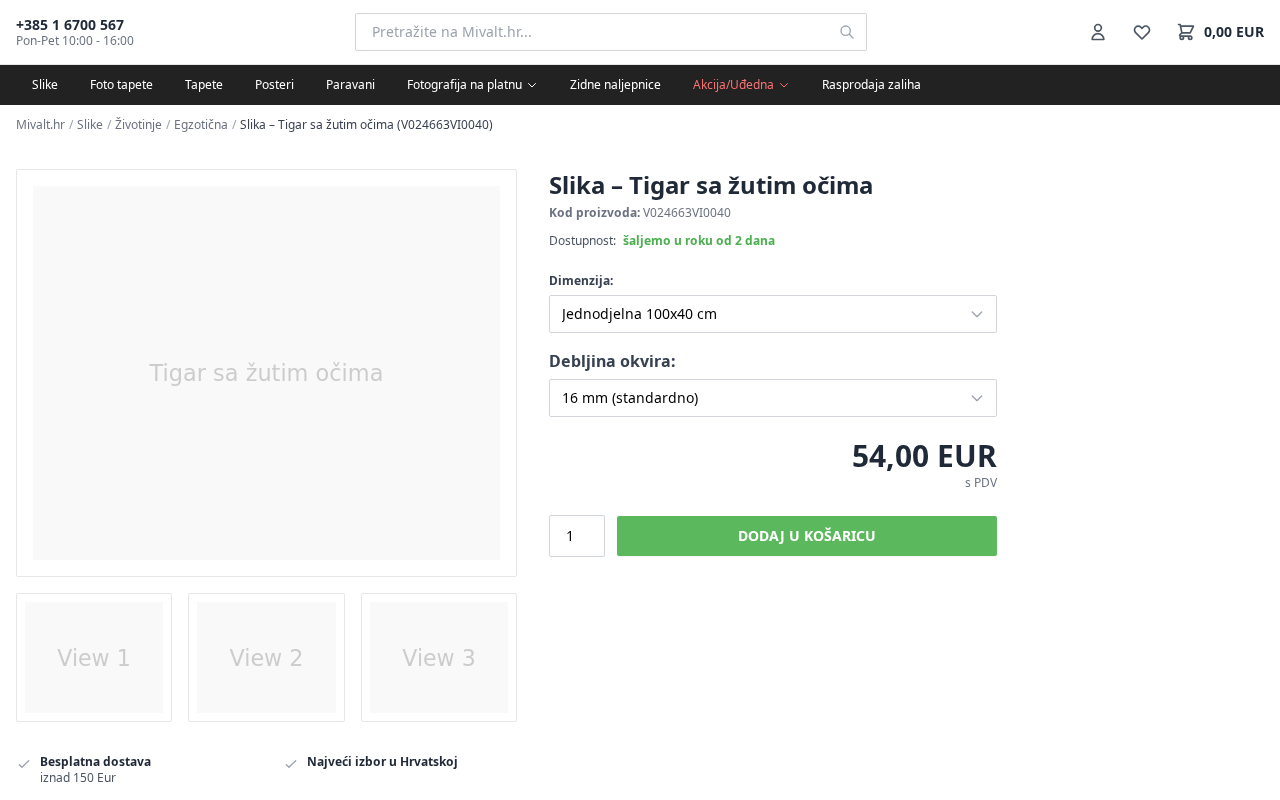 +385 1 6700 567
Pon-Pet 10:00 - 16:00
Pretražite na Mivalt.hr...
0,00 EUR
Slike
Foto tapete
Tapete
Posteri
Paravani
Fotografija na platnu
Zidne naljepnice
Akcija/Uđedna
Rasprodaja zaliha
Mivalt.hr / Slike / Životinje / Egzotična / Slika – Tigar sa žutim očima (V024663VI0040)
Tigar sa žutim očima
View 1
View 2
View 3
Besplatna dostava
iznad 150 Eur
Najveći izbor u Hrvatskoj
Slika – Tigar sa žutim očima
Kod proizvoda: V024663VI0040
Dostupnost: šaljemo u roku od 2 dana
Dimenzija:
Jednodjelna 100x40 cm
Debljina okvira:
16 mm (standardno)
54,00 EUR
s PDV
1
DODAJ U KOŠARICU